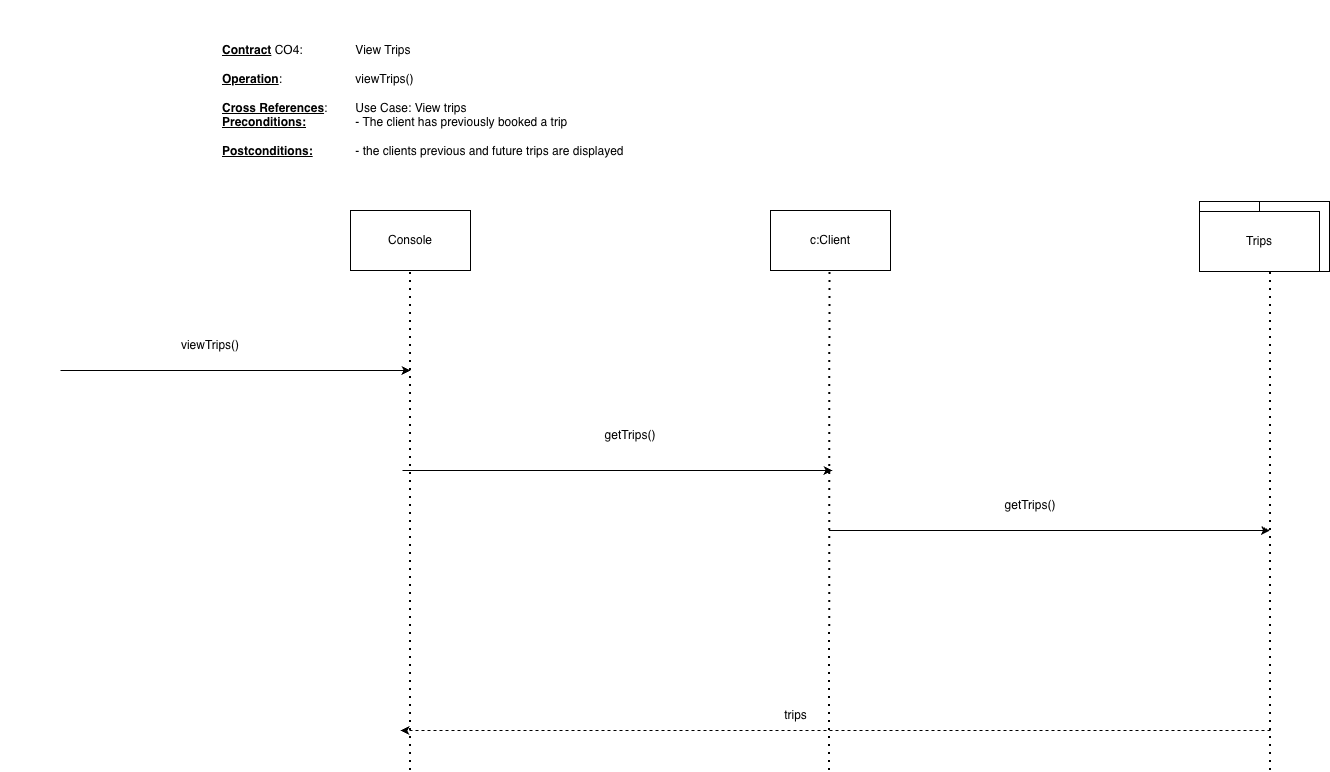 Contract CO4: View Trips
Operation: viewTrips()
Cross References: Use Case: View trips
Preconditions: - The client has previously booked a trip
Postconditions: - the clients previous and future trips are displayed
Console
c:Client
Trips
viewTrips()
getTrips()
getTrips()
trips